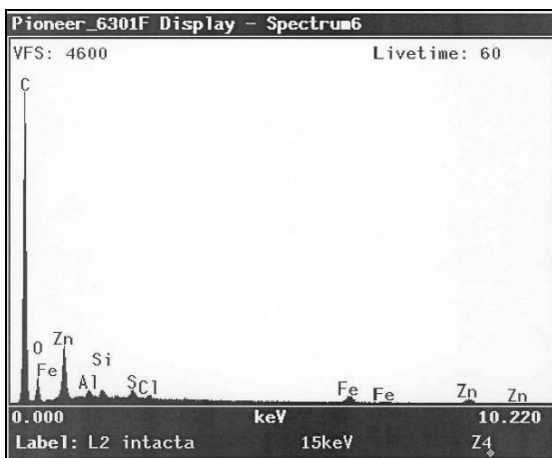 Pioneer_6301F Display - Spectrum6
VFS: 4600 Livetime: 60
C
O
Fe
Zn
Al
Si
S
Cl
Fe
Fe
Zn
Zn
0.000 keV 10.220
Label: L2 intacta 15keV Z4